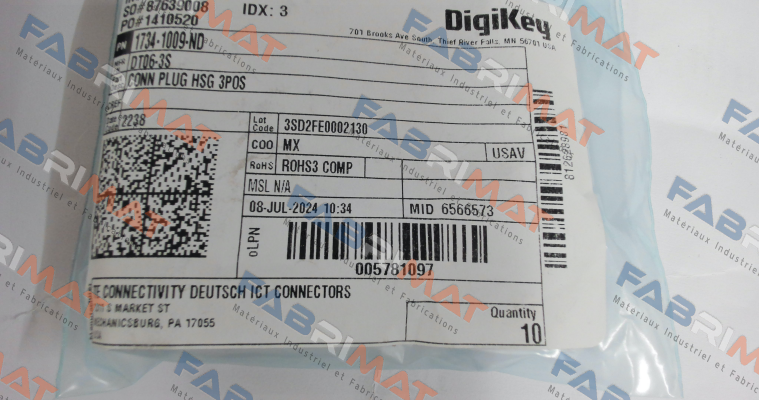 SO#87639008
IDX: 3
DigiKey
PO#1410520
701 Brooks Ave South, Thief River Falls, MN 56701 USA
PN 1734-1009-ND
DT06-3S
CONN PLUG HSG 3POS
2238
Lot Code 3SD2FE0002130
COO MX USAV
RoHS ROHS3 COMP
MSL N/A
08-JUL-2024 10:34 MID 6566573
oLPN
005781097
CONNECTIVITY DEUTSCH ICT CONNECTORS
S MARKET ST
MECHANICSBURG, PA 17055
Quantity
10
FABRIMAT
Matériaux Industriel et Fabrications